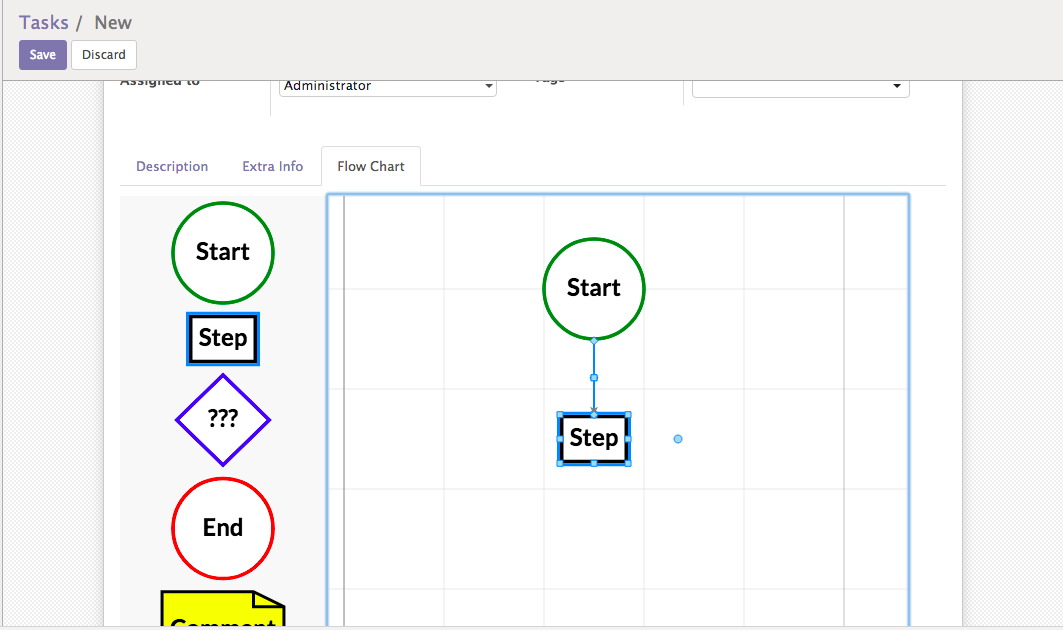 Tasks / New
Save Discard
Assigned to Administrator Tags
Description Extra Info Flow Chart
Start
Step
???
End
Comment
Start
Step